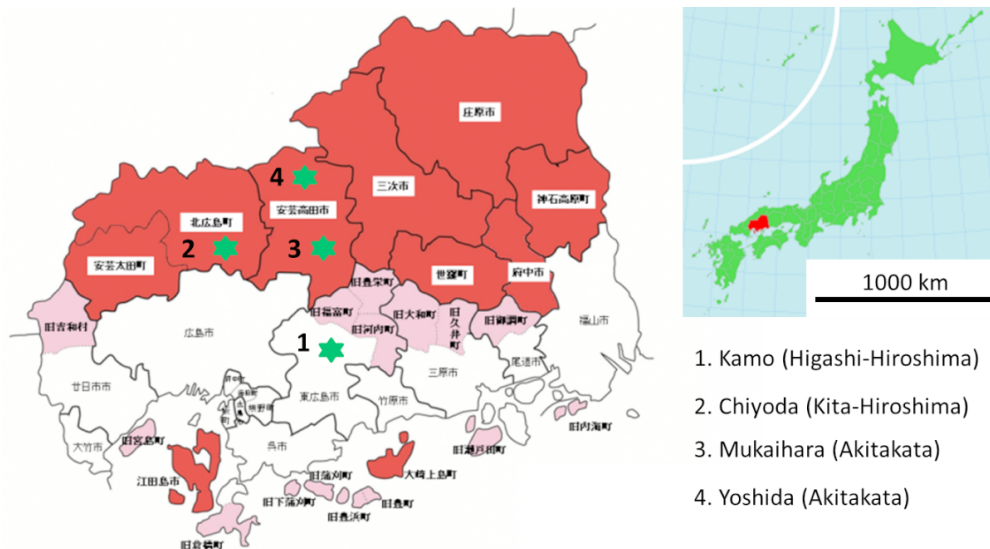 庄原市
4
三次市
安芸高田市
神石高原町
北広島町
2
3
安芸太田町
世羅町
府中市
旧豊栄町
旧吉和村
旧福富町
旧大和町
旧久井町
旧御調町
福山市
広島市
旧河内町
1
尾道市
三原市
廿日市市
東広島市
竹原市
熊野町
大竹市
旧宮島町
呉市
旧瀬戸田町
旧内海町
江田島市
旧蒲刈町
大崎上島町
旧下蒲刈町
旧豊町
旧豊浜町
旧倉橋町
1000 km
1. Kamo (Higashi-Hiroshima)
2. Chiyoda (Kita-Hiroshima)
3. Mukaihara (Akitakata)
4. Yoshida (Akitakata)